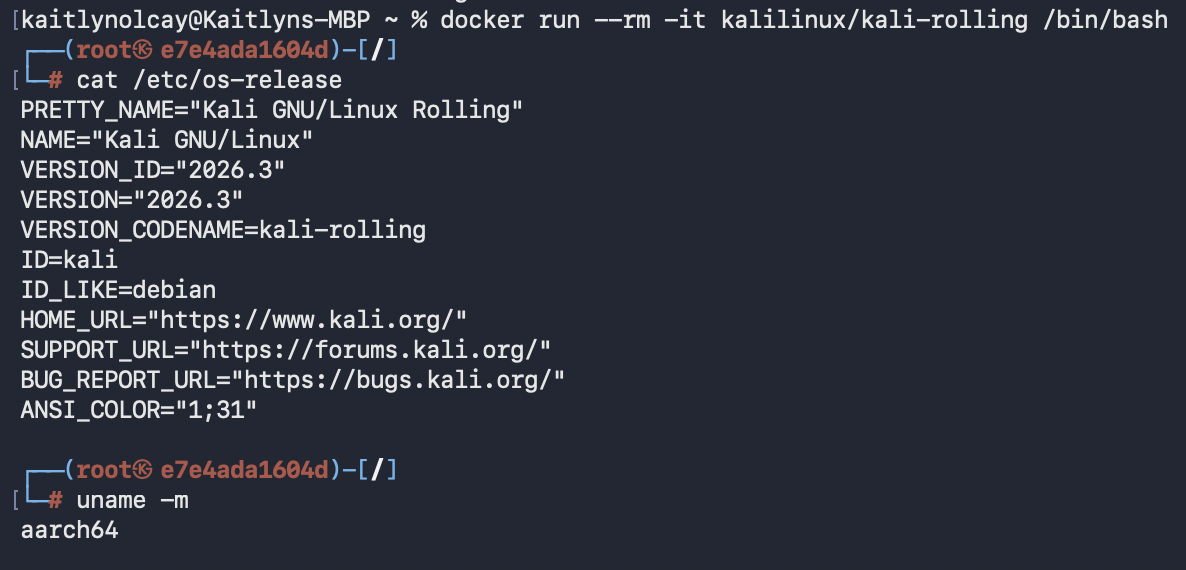 [kaitlynolcay@Kaitlyns-MBP ~ % docker run --rm -it kalilinux/kali-rolling /bin/bash
┌──(root㉿e7e4ada1604d)-[/]
[└─# cat /etc/os-release
PRETTY_NAME="Kali GNU/Linux Rolling"
NAME="Kali GNU/Linux"
VERSION_ID="2026.3"
VERSION="2026.3"
VERSION_CODENAME=kali-rolling
ID=kali
ID_LIKE=debian
HOME_URL="https://www.kali.org/"
SUPPORT_URL="https://forums.kali.org/"
BUG_REPORT_URL="https://bugs.kali.org/"
ANSI_COLOR="1;31"
┌──(root㉿e7e4ada1604d)-[/]
[└─# uname -m
aarch64